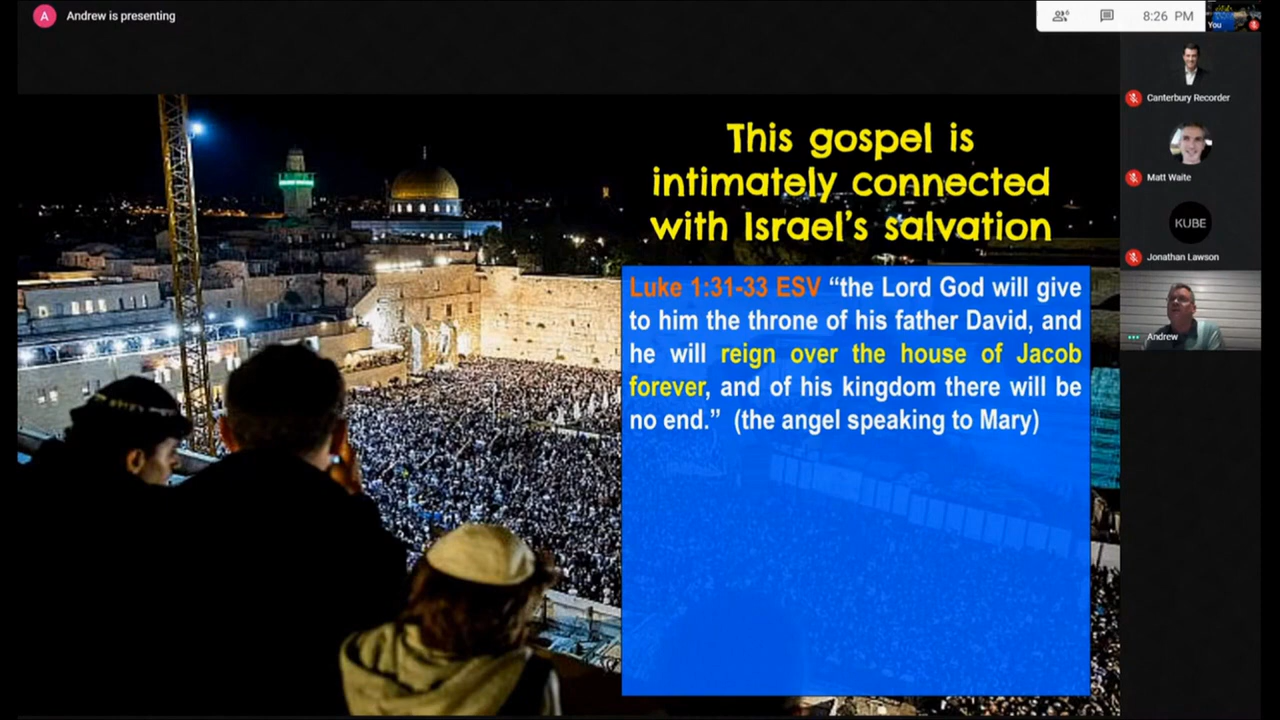 A Andrew is presenting
8:26 PM
You
Canterbury Recorder
Matt Waite
KUBE
Jonathan Lawson
Andrew
This gospel is
intimately connected
with Israel's salvation
Luke 1:31-33 ESV “the Lord God will give
to him the throne of his father David, and
he will reign over the house of Jacob
forever, and of his kingdom there will be
no end.” (the angel speaking to Mary)